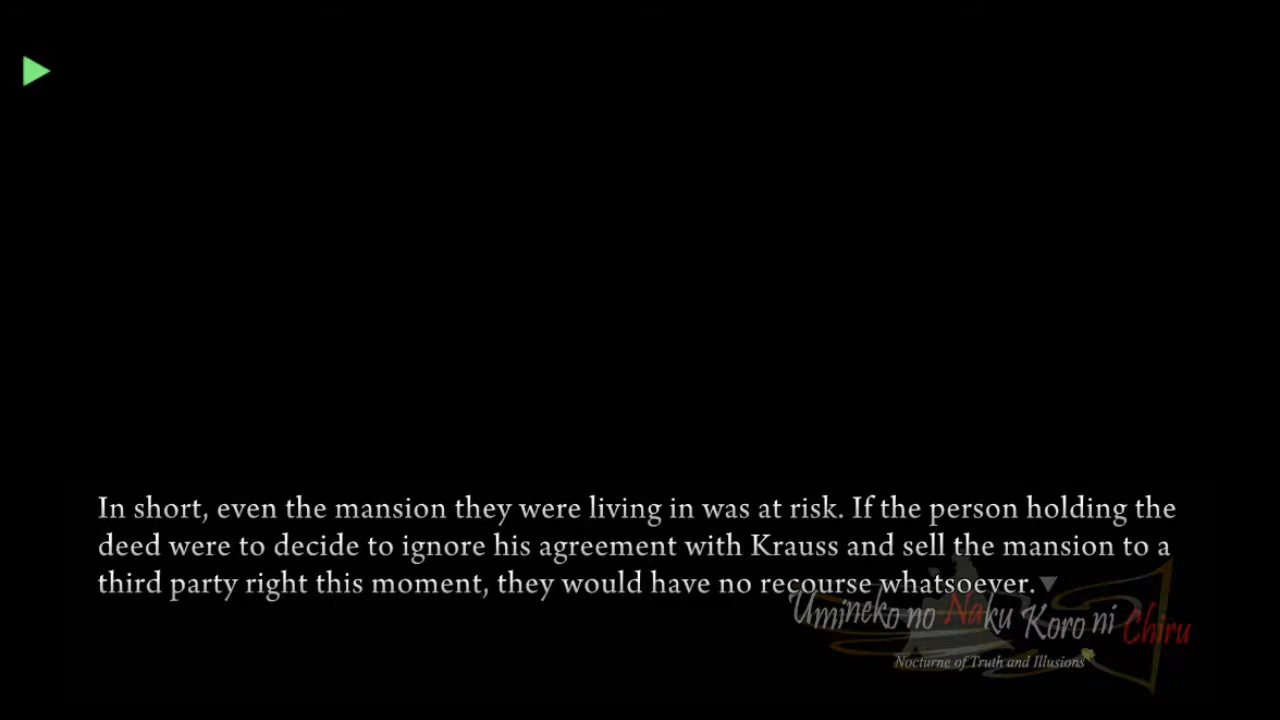 In short, even the mansion they were living in was at risk. If the person holding the
deed were to decide to ignore his agreement with Krauss and sell the mansion to a
third party right this moment, they would have no recourse whatsoever.
Umineko no Naku Koro ni Chiru
Nocturne of Truth and Illusions